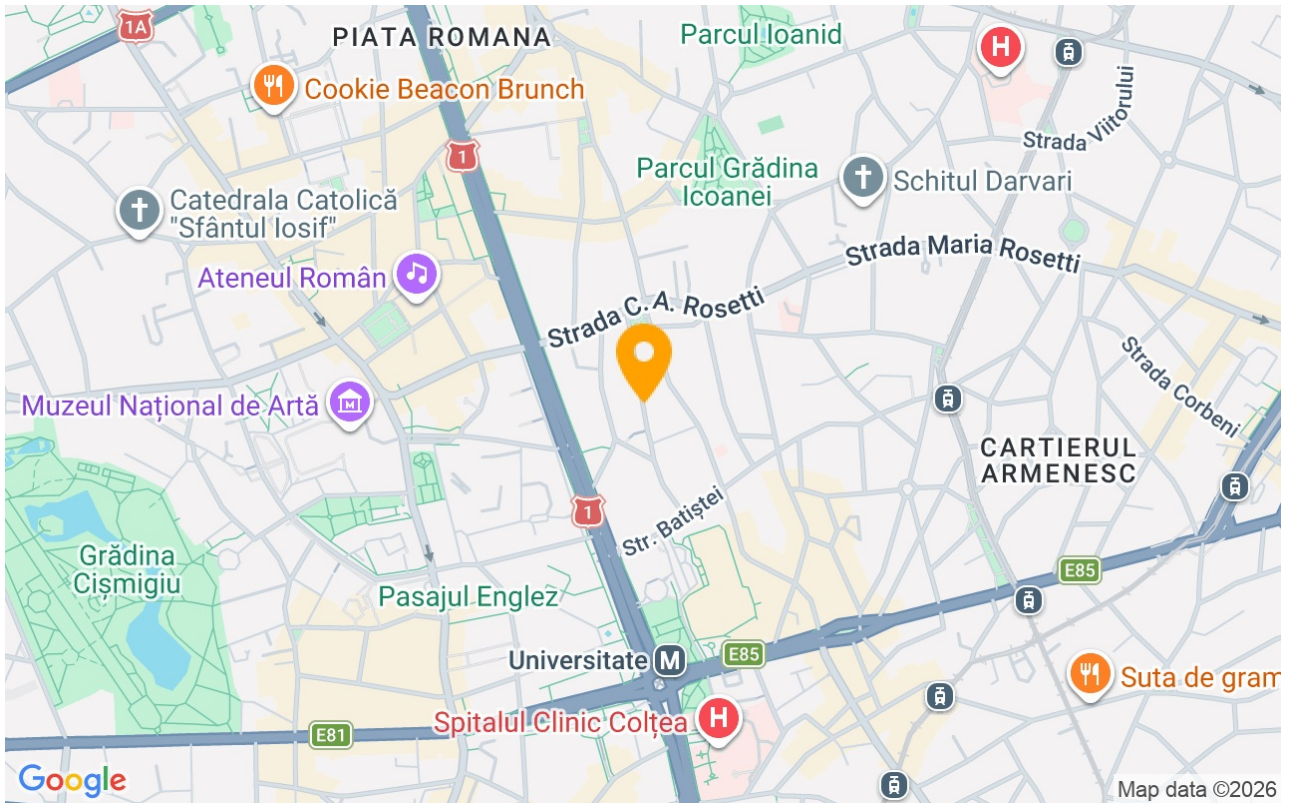 1A
PIATA ROMANA
Parcul Ioanid
H
Cookie Beacon Brunch
Strada Viitorului
1
Parcul Grădina
Icoanei
Schitul Darvari
Catedrala Catolică
"Sfântul Iosif"
Strada Maria Rosetti
Ateneul Român
Strada C. A. Rosetti
Strada Corbeni
Muzeul Național de Artă
M
CARTIERUL
ARMENESC
1
Str. Batiștei
Grădina
Cișmigiu
E85
Pasajul Englez
Universitate M
E85
Suta de gram
Spitalul Clinic Colțea H
E81
Google
Map data ©2026